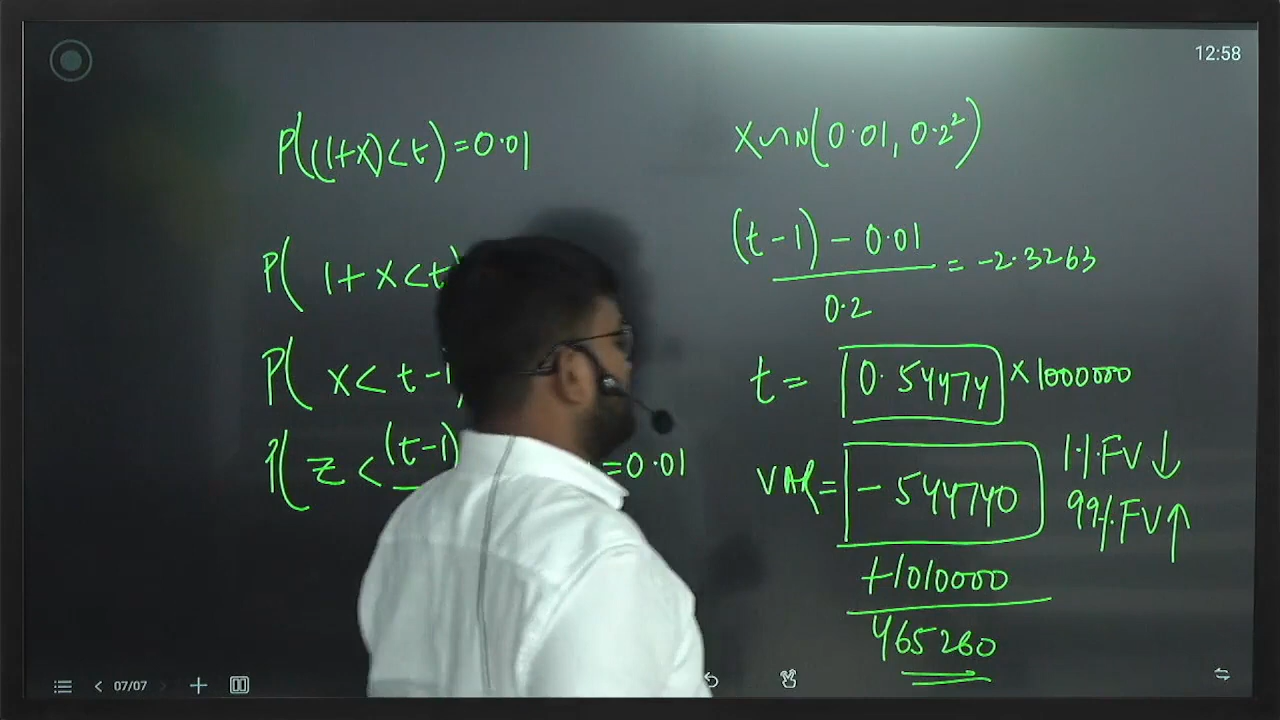 12:58
P((1+x)<t)=0.01
P( 1+x<t)
P( x< t-1
P( z < (t-1) =0.01
X~N(0.01, 0.2²)
(t-1) - 0.01
0.2
= -2.3263
t = 0.54474 × 1000000
VAR = - 544740
1% FV ↓
99% FV ↑
+1010000
465260
07/07